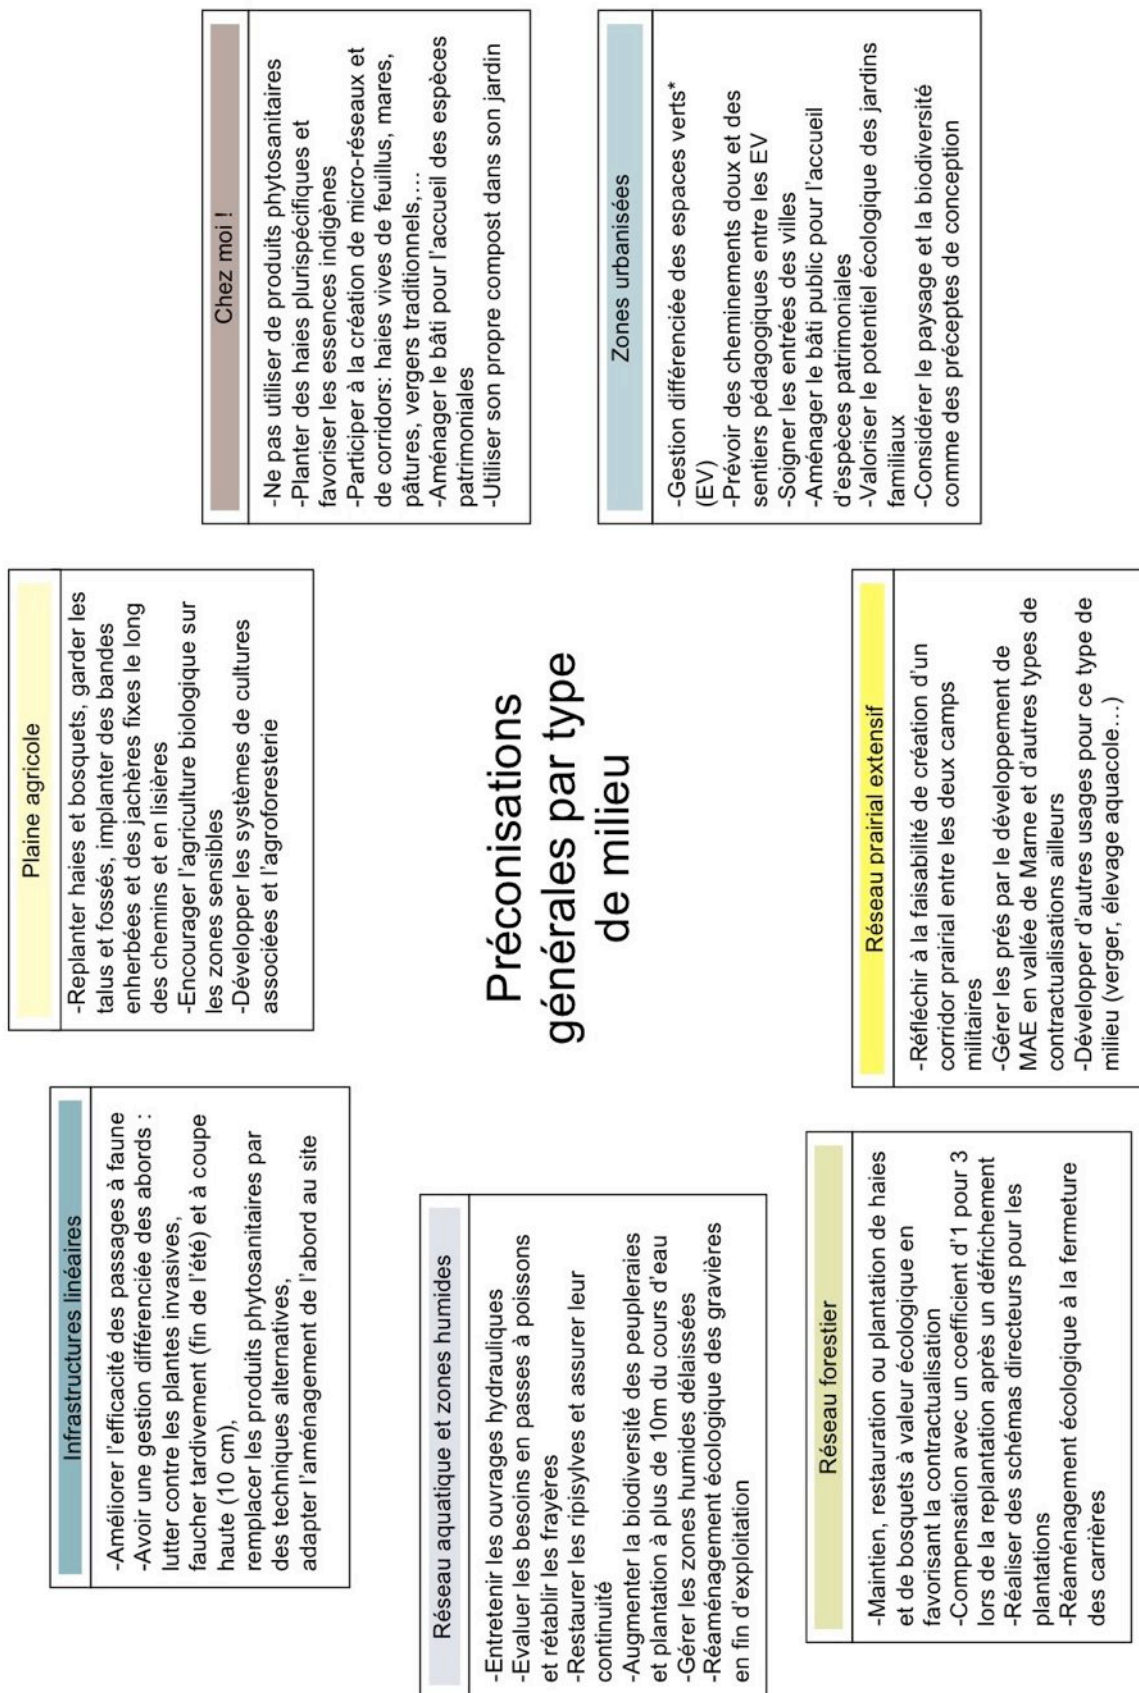 Infrastructures linéaires
-Améliorer l'efficacité des passages à faune
-Avoir une gestion différenciée des abords :
lutter contre les plantes invasives,
faucher tardivement (fin de l'été) et à coupe
haute (10 cm),
remplacer les produits phytosanitaires par
des techniques alternatives,
adapter l'aménagement de l'abord au site
Plaine agricole
-Replanter haies et bosquets, garder les
talus et fossés, implanter des bandes
enherbées et des jachères fixes le long
des chemins et en lisières
-Encourager l'agriculture biologique sur
les zones sensibles
-Développer les systèmes de cultures
associées et l'agroforesterie
Chez moi !
-Ne pas utiliser de produits phytosanitaires
-Planter des haies plurispécifiques et
favoriser les essences indigènes
-Participer à la création de micro-réseaux et
de corridors: haies vives de feuillus, mares,
pâtures, vergers traditionnels,...
-Aménager le bâti pour l'accueil des espèces
patrimoniales
-Utiliser son propre compost dans son jardin
Réseau aquatique et zones humides
-Entretenir les ouvrages hydrauliques
-Evaluer les besoins en passes à poissons
et rétablir les frayères
-Restaurer les ripisylves et assurer leur
continuité
-Augmenter la biodiversité des peupleraies
et plantation à plus de 10m du cours d'eau
-Gérer les zones humides délaissées
-Réaménagement écologique des gravières
en fin d'exploitation
Préconisations
générales par type
de milieu
Zones urbanisées
-Gestion différenciée des espaces verts*
(EV)
-Prévoir des cheminements doux et des
sentiers pédagogiques entre les EV
-Soigner les entrées des villes
-Aménager le bâti public pour l'accueil
d'espèces patrimoniales
-Valoriser le potentiel écologique des jardins
familiaux
-Considérer le paysage et la biodiversité
comme des préceptes de conception
Réseau forestier
-Maintien, restauration ou plantation de haies
et de bosquets à valeur écologique en
favorisant la contractualisation
-Compensation avec un coefficient d'1 pour 3
lors de la replantation après un défrichement
-Réaliser des schémas directeurs pour les
plantations
-Réaménagement écologique à la fermeture
des carrières
Réseau prairial extensif
-Réfléchir à la faisabilité de création d'un
corridor prairial entre les deux camps
militaires
-Gérer les prés par le développement de
MAE en vallée de Marne et d'autres types de
contractualisations ailleurs
-Développer d'autres usages pour ce type de
milieu (verger, élevage aquacole...)